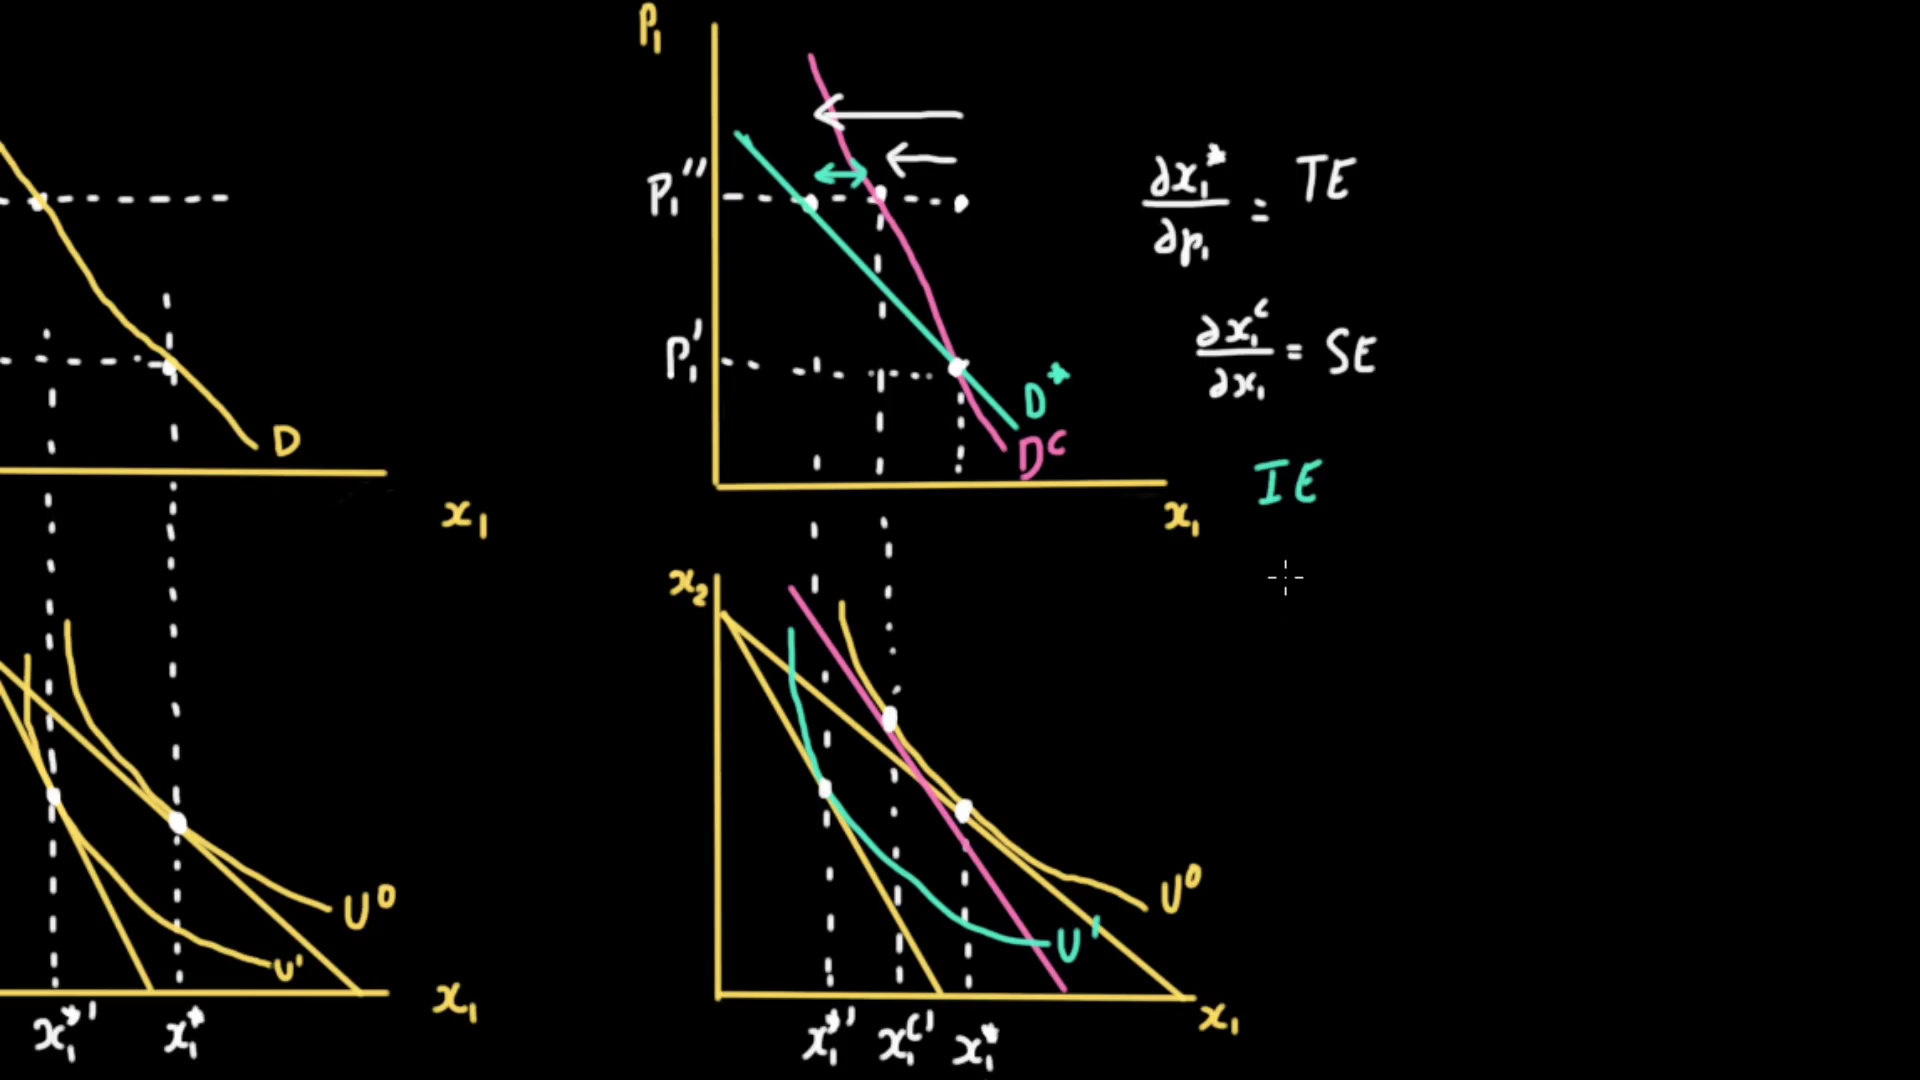 P₁
∂x₁* / ∂p₁ = TE
P₁''
∂x₁ᶜ / ∂x₁ = SE
P₁'
D*
D
Dᶜ
IE
x₁
x₁
x₂
U⁰
U⁰
U'
U'
x₁
x₁
x₁*'
x₁*
x₁*'
x₁ᶜ'
x₁*